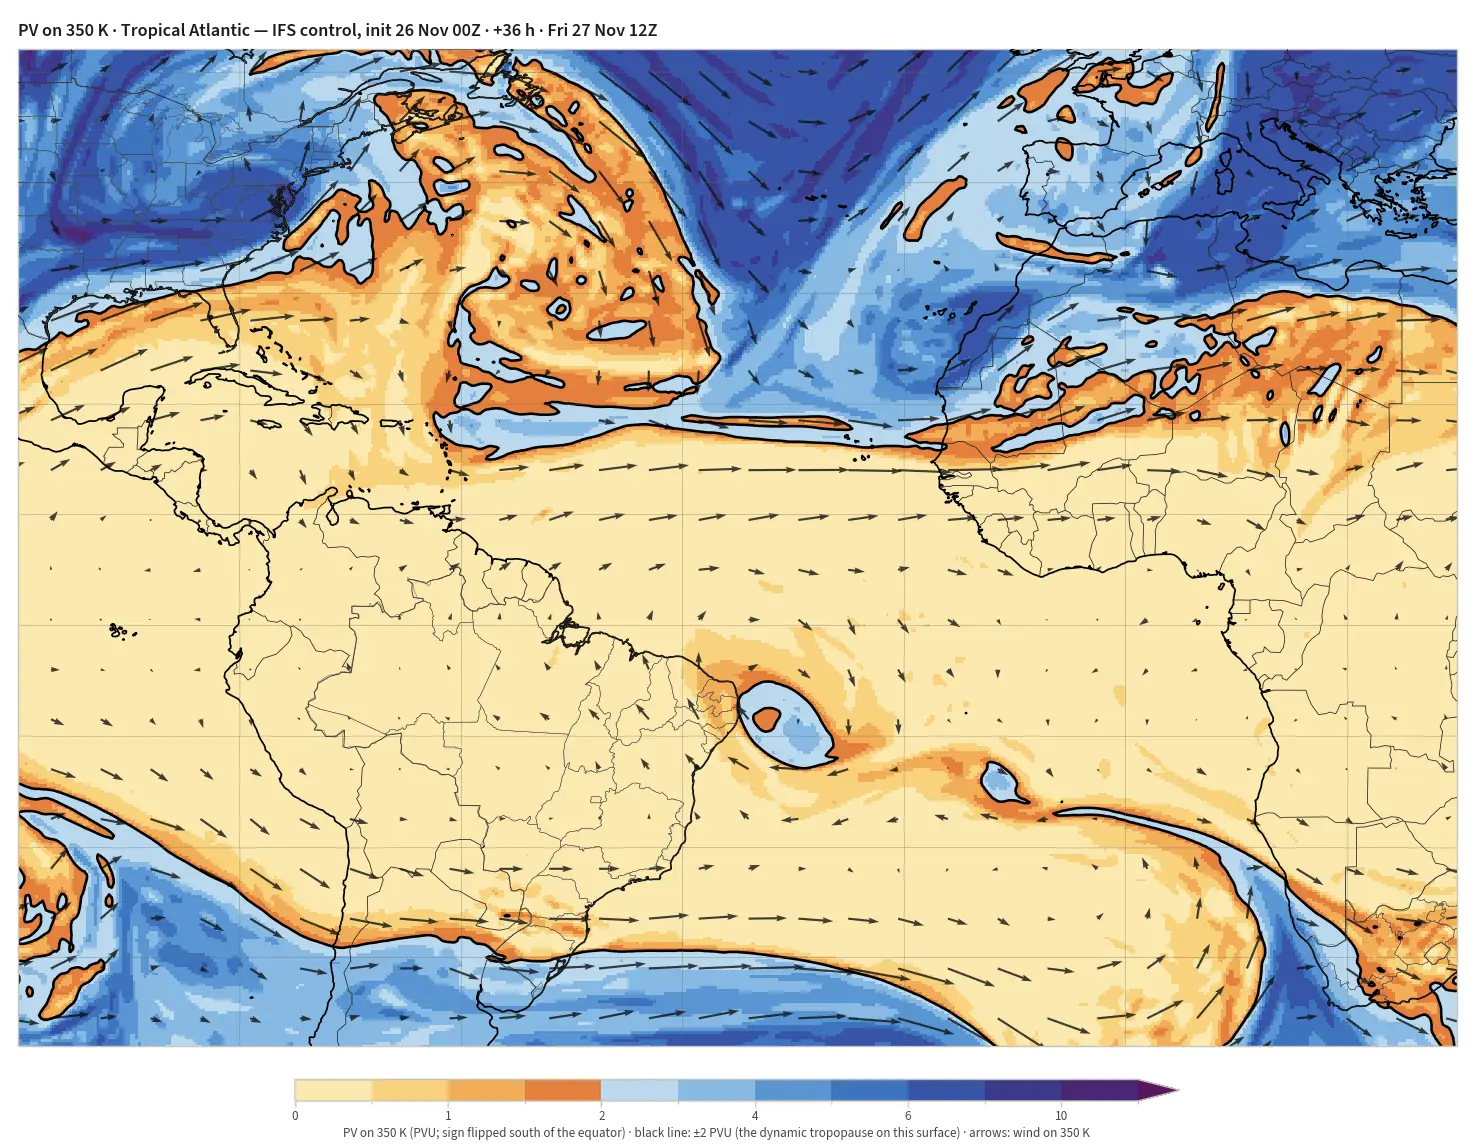 PV on 350 K · Tropical Atlantic — IFS control, init 26 Nov 00Z · +36 h · Fri 27 Nov 12Z
0 1 2 4 6 10
PV on 350 K (PVU; sign flipped south of the equator) · black line: ±2 PVU (the dynamic tropopause on this surface) · arrows: wind on 350 K